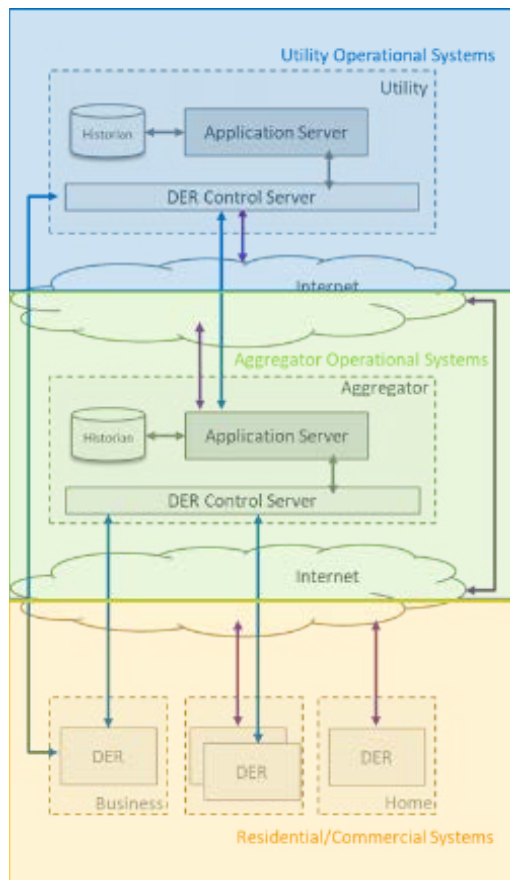 Utility Operational Systems
Utility
Historian
Application Server
DER Control Server
Internet
Aggregator Operational Systems
Aggregator
Historian
Application Server
DER Control Server
Internet
DER
DER
DER
Business
Home
Residential/Commercial Systems